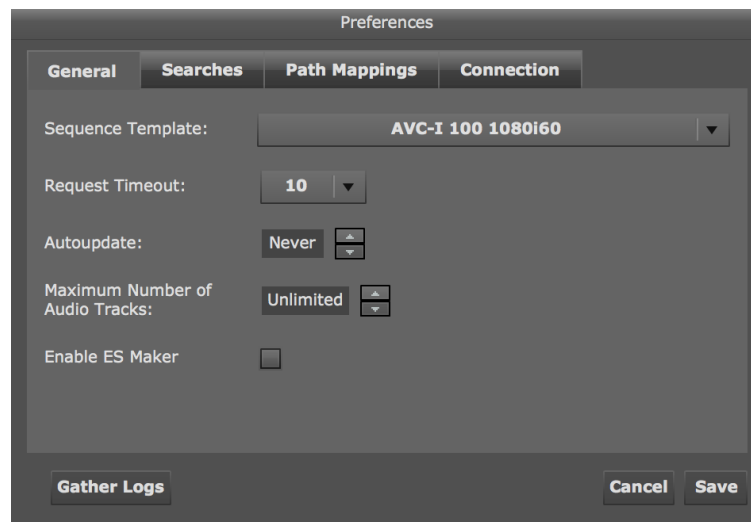 Preferences
General Searches Path Mappings Connection
Sequence Template: AVC-I 100 1080i60
Request Timeout: 10
Autoupdate: Never
Maximum Number of
Audio Tracks: Unlimited
Enable ES Maker
Gather Logs Cancel Save